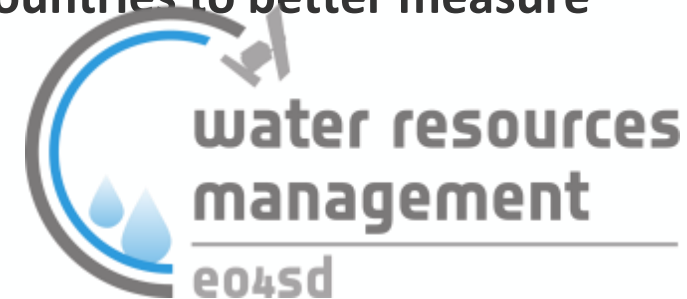 ountries to better measure
water resources
management
eo4sd